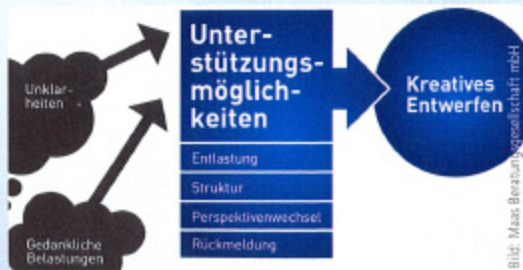 Unklar-
heiten
Gedankliche
Belastungen
Unter-
stützungs-
möglich-
keiten
Entlastung
Struktur
Perspektivenwechsel
Rückmeldung
Kreatives
Entwerfen
Bild: Maas Beratungsgesellschaft mbH